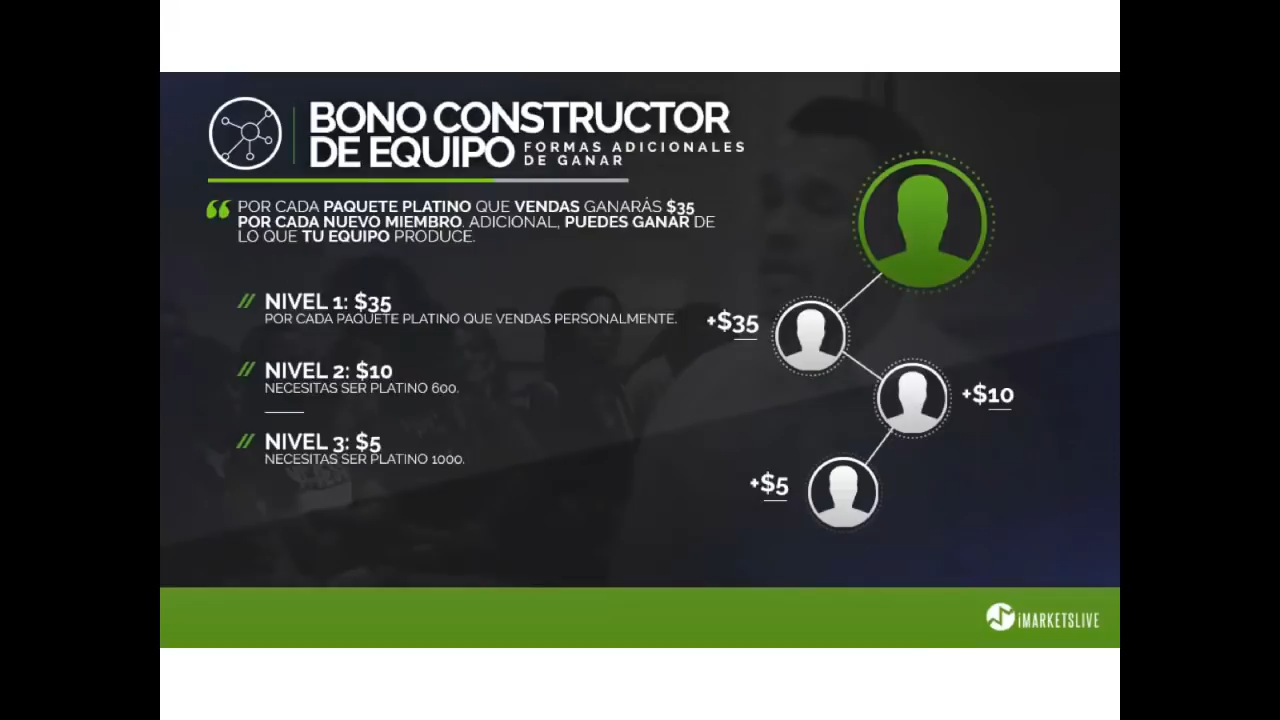 BONO CONSTRUCTOR
DE EQUIPO FORMAS ADICIONALES
DE GANAR
POR CADA PAQUETE PLATINO QUE VENDAS GANARÁS $35
POR CADA NUEVO MIEMBRO. ADICIONAL, PUEDES GANAR DE
LO QUE TU EQUIPO PRODUCE.
// NIVEL 1: $35
POR CADA PAQUETE PLATINO QUE VENDAS PERSONALMENTE.
// NIVEL 2: $10
NECESITAS SER PLATINO 600.
// NIVEL 3: $5
NECESITAS SER PLATINO 1000.
+$35
+$10
+$5
iMARKETSLIVE